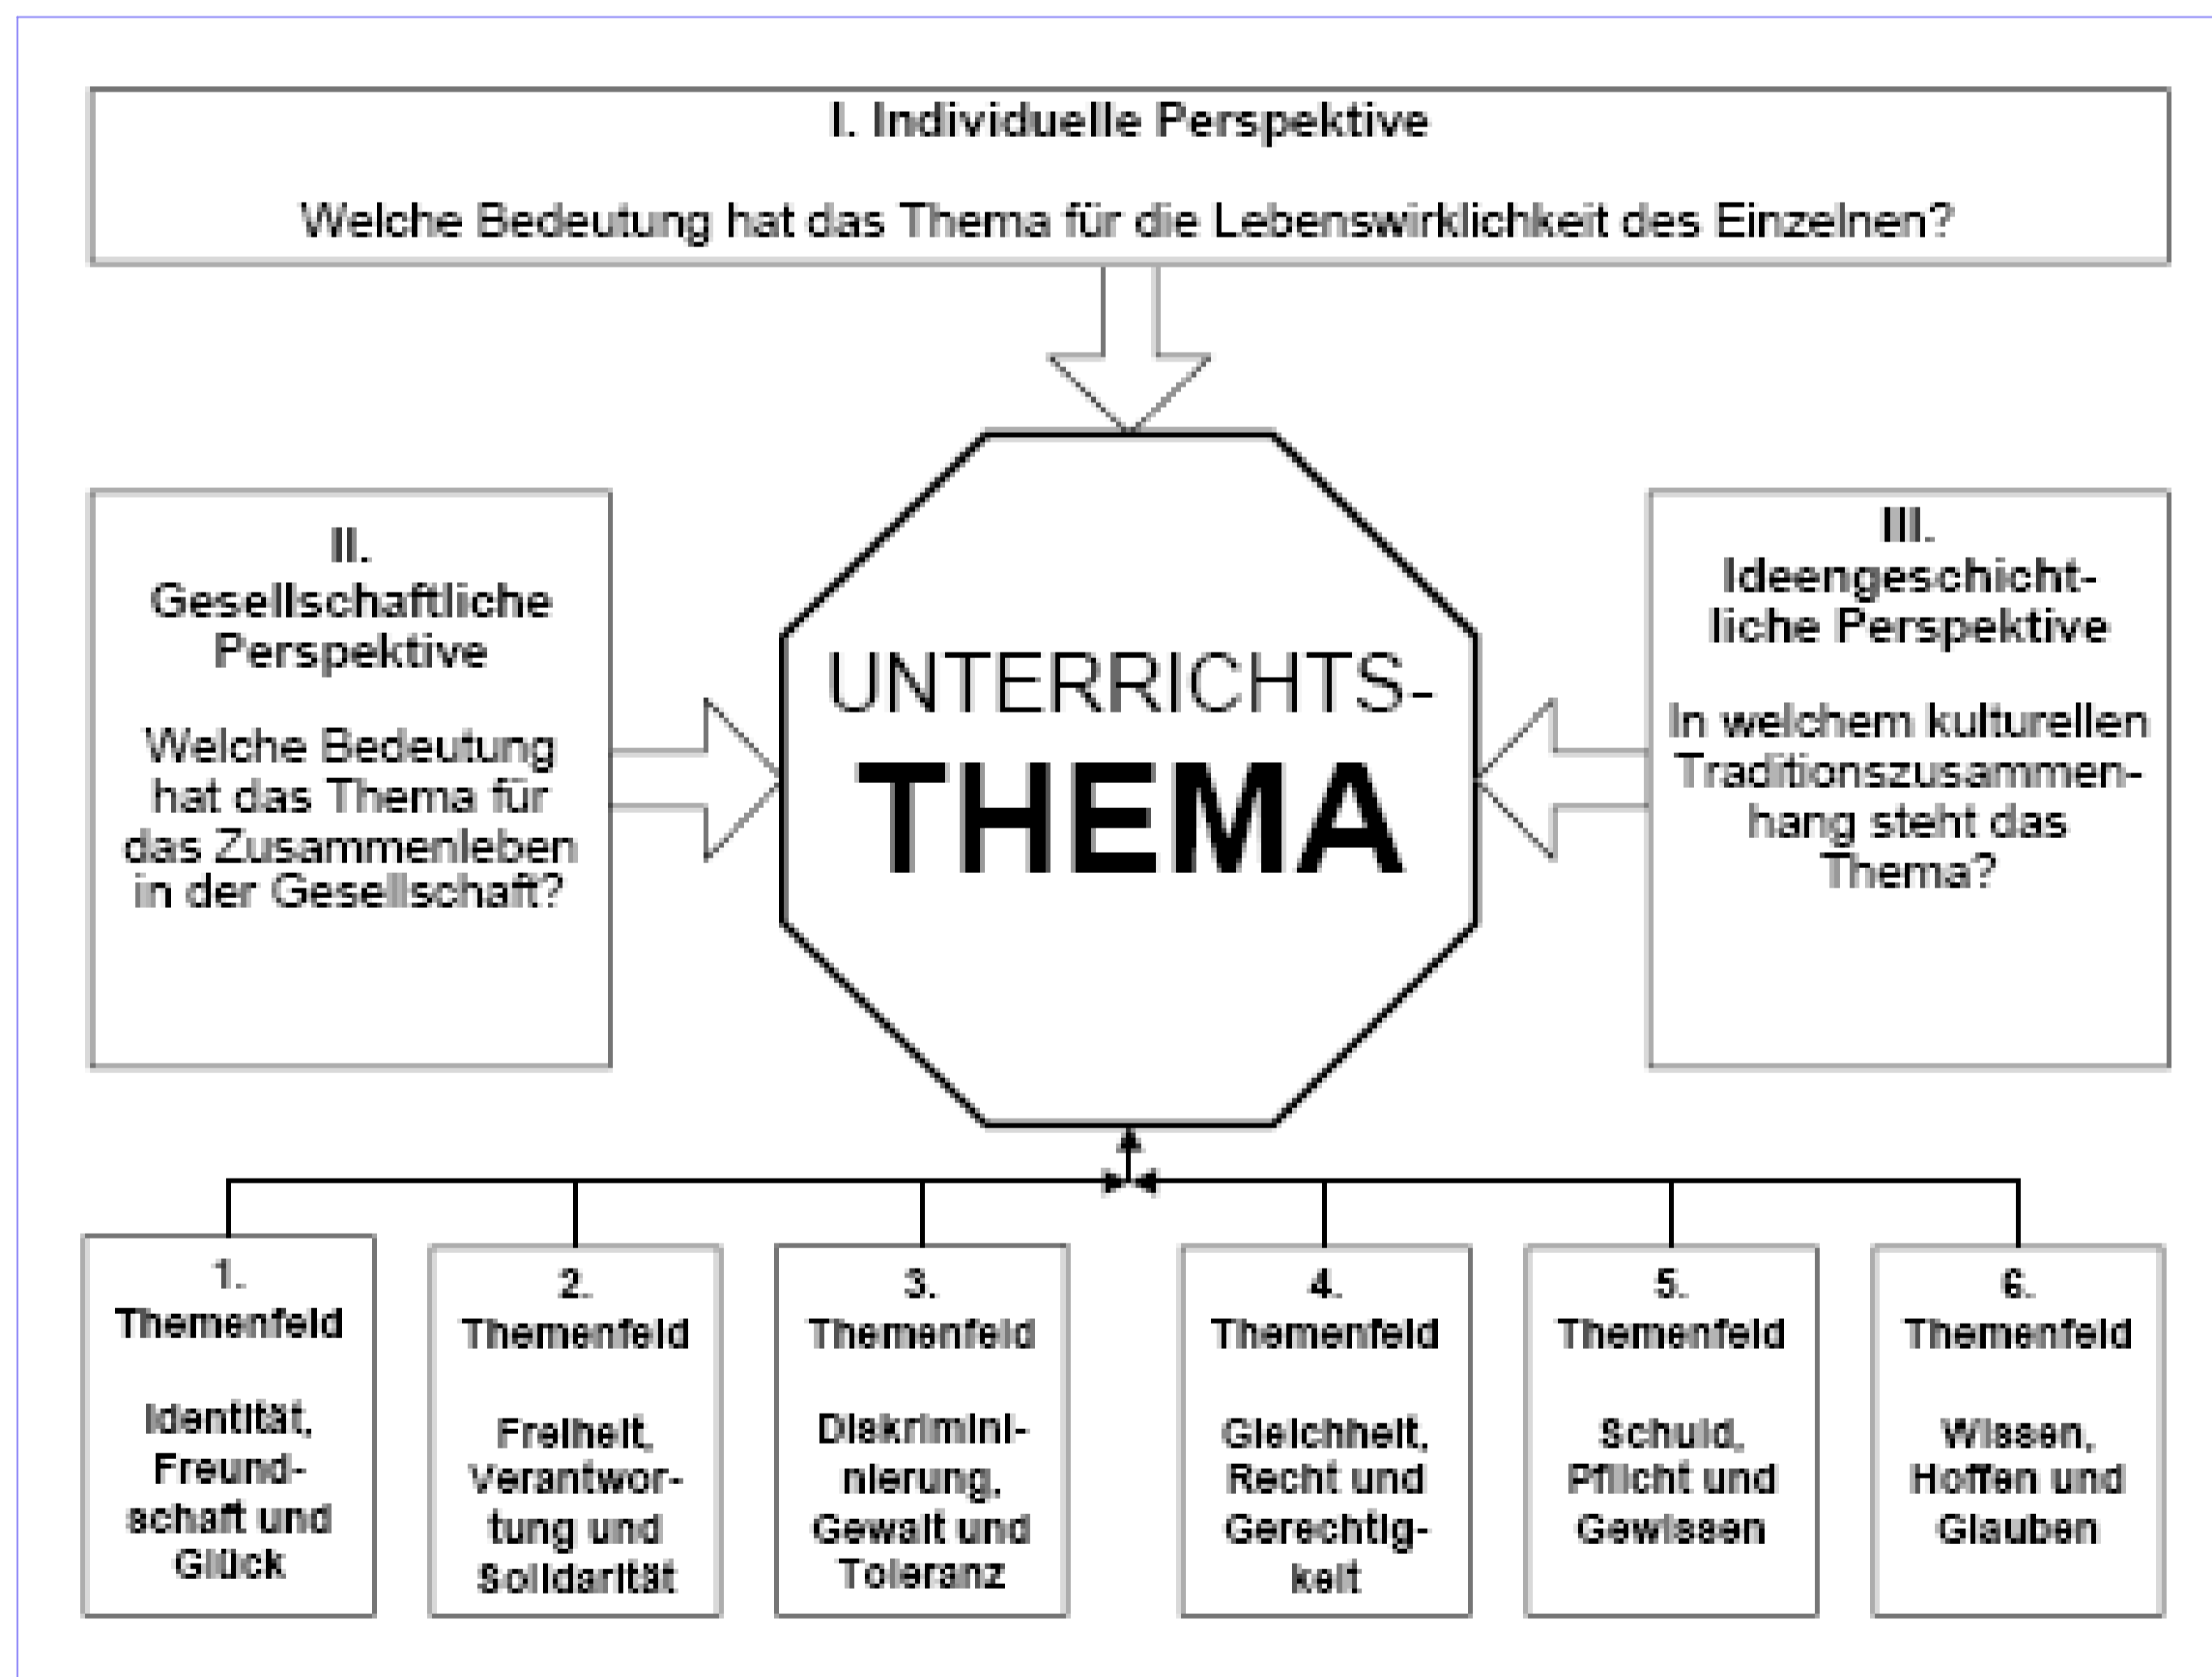 I. Individuelle Perspektive
Welche Bedeutung hat das Thema für die Lebenswirklichkeit des Einzelnen?
II.
Gesellschaftliche
Perspektive
Welche Bedeutung
hat das Thema für
das Zusammenleben
in der Gesellschaft?
UNTERRICHTS-
THEMA
III.
Ideengeschicht-
liche Perspektive
In welchem kulturellen
Traditionszusammen-
hang steht das
Thema?
1.
Themenfeld
Identität,
Freund-
schaft und
Glück
2.
Themenfeld
Freiheit,
Verantwor-
tung und
Solidarität
3.
Themenfeld
Diskrimini-
nierung,
Gewalt und
Toleranz
4.
Themenfeld
Gleichheit,
Recht und
Gerechtig-
keit
5.
Themenfeld
Schuld,
Pflicht und
Gewissen
6.
Themenfeld
Wissen,
Hoffen und
Glauben